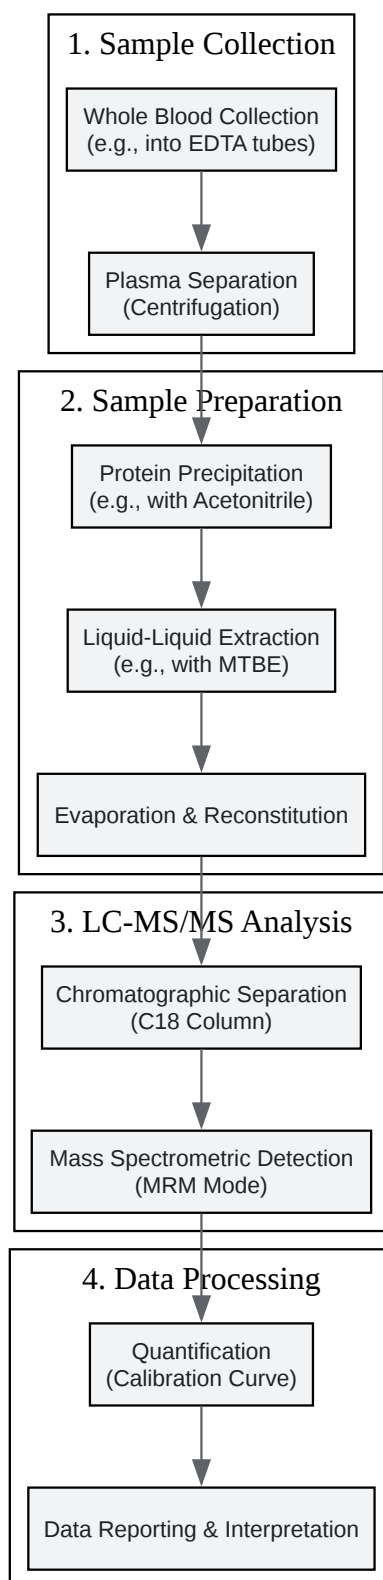 1. Sample Collection
Whole Blood Collection
(e.g., into EDTA tubes)
Plasma Separation
(Centrifugation)
2. Sample Preparation
Protein Precipitation
(e.g., with Acetonitrile)
Liquid-Liquid Extraction
(e.g., with MTBE)
Evaporation & Reconstitution
3. LC-MS/MS Analysis
Chromatographic Separation
(C18 Column)
Mass Spectrometric Detection
(MRM Mode)
4. Data Processing
Quantification
(Calibration Curve)
Data Reporting & Interpretation